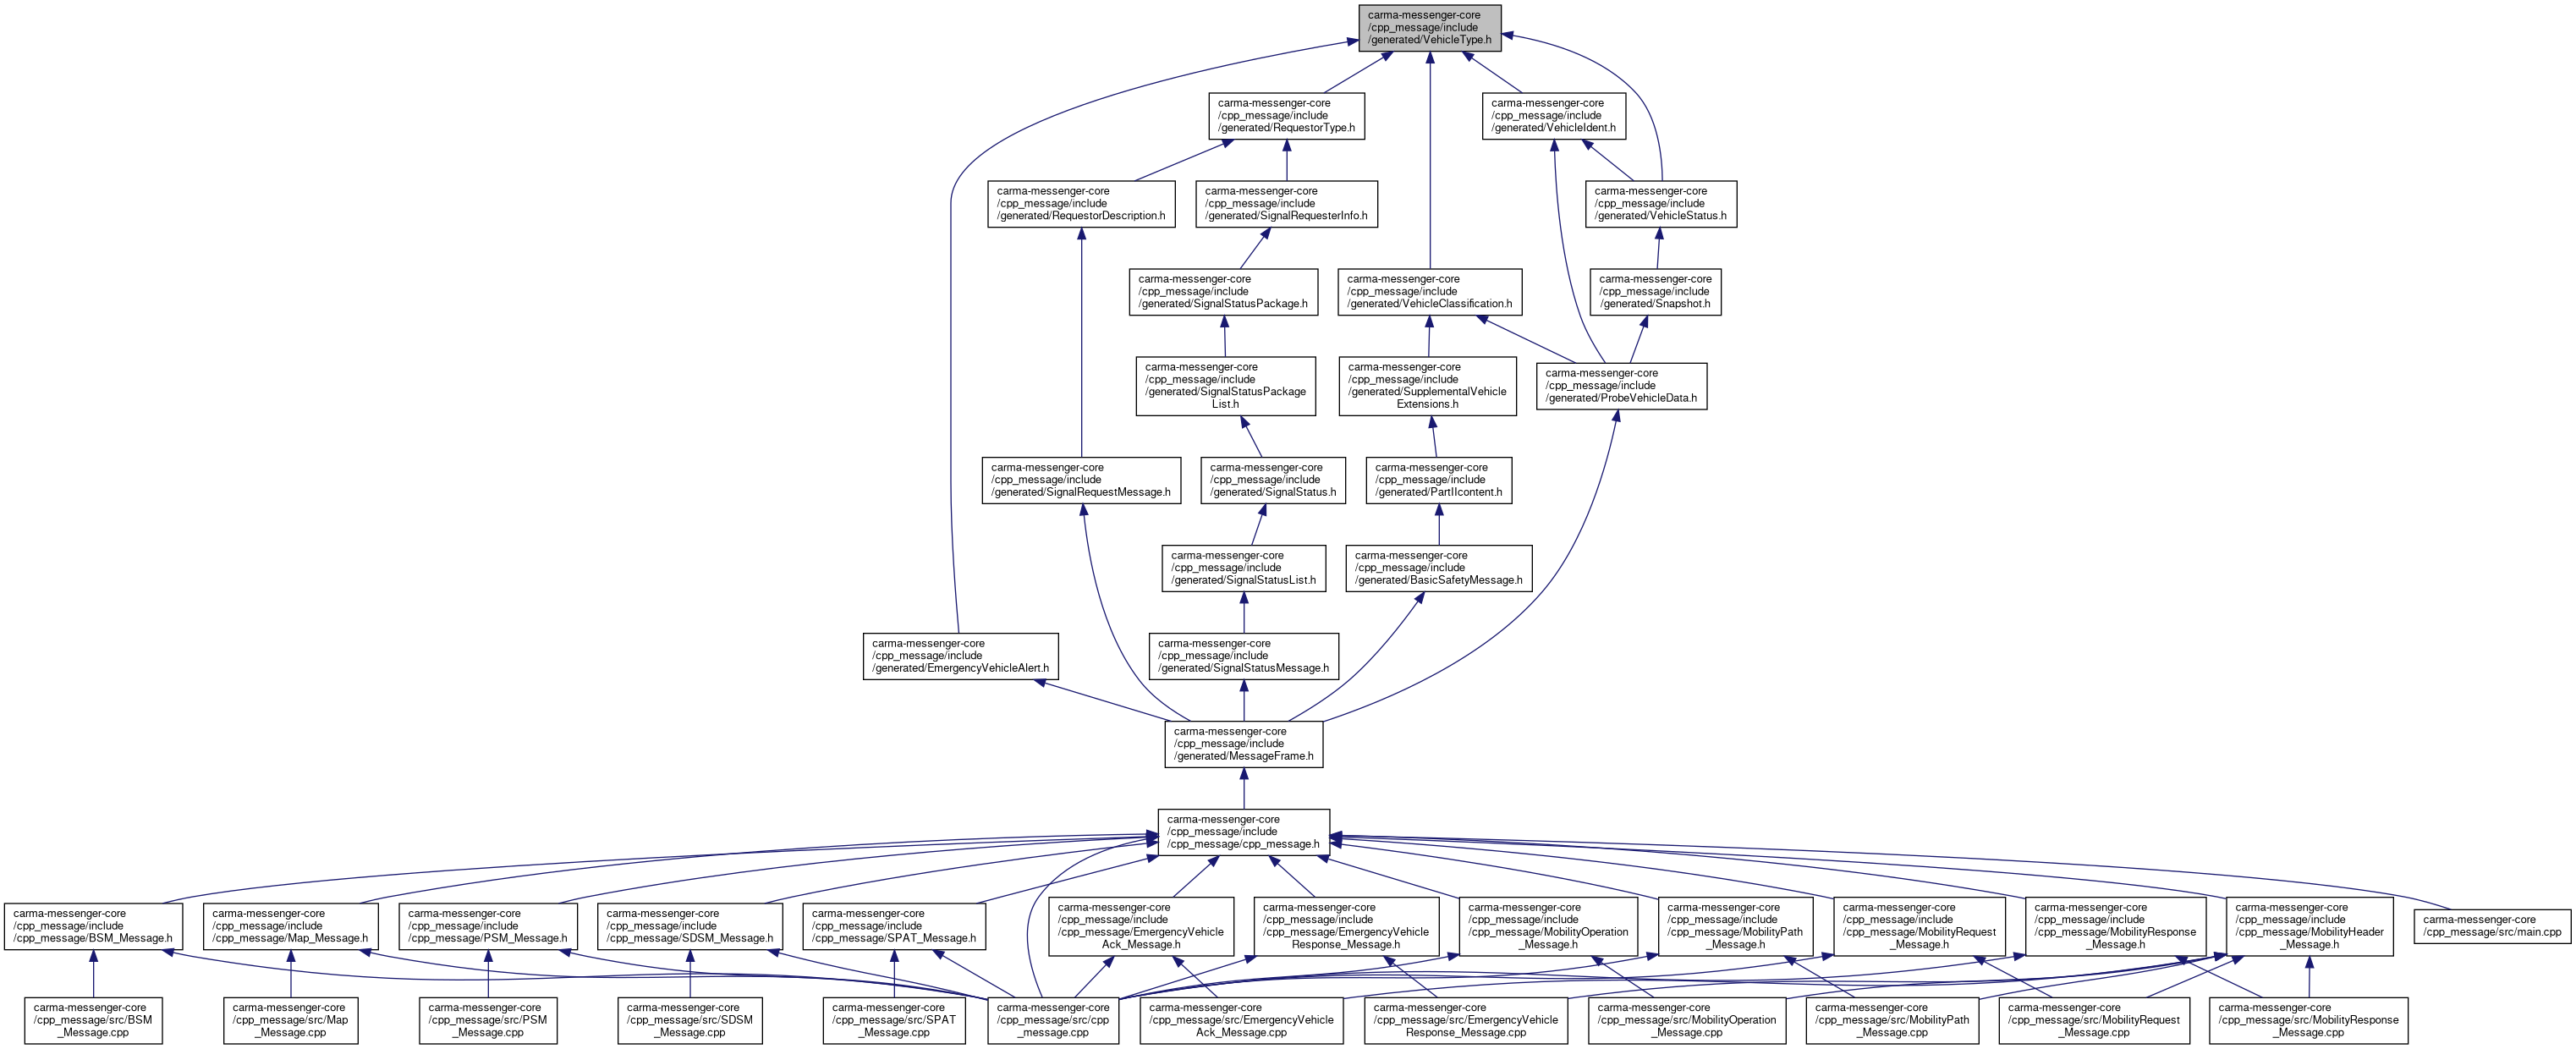 carma-messenger-core
/cpp_message/include
/generated/VehicleType.h
carma-messenger-core
/cpp_message/include
/generated/RequestorType.h
carma-messenger-core
/cpp_message/include
/generated/VehicleIdent.h
carma-messenger-core
/cpp_message/include
/generated/RequestorDescription.h
carma-messenger-core
/cpp_message/include
/generated/SignalRequesterInfo.h
carma-messenger-core
/cpp_message/include
/generated/VehicleStatus.h
carma-messenger-core
/cpp_message/include
/generated/SignalStatusPackage.h
carma-messenger-core
/cpp_message/include
/generated/VehicleClassification.h
carma-messenger-core
/cpp_message/include
/generated/Snapshot.h
carma-messenger-core
/cpp_message/include
/generated/SignalStatusPackage
List.h
carma-messenger-core
/cpp_message/include
/generated/SupplementalVehicle
Extensions.h
carma-messenger-core
/cpp_message/include
/generated/ProbeVehicleData.h
carma-messenger-core
/cpp_message/include
/generated/SignalRequestMessage.h
carma-messenger-core
/cpp_message/include
/generated/SignalStatus.h
carma-messenger-core
/cpp_message/include
/generated/PartIIcontent.h
carma-messenger-core
/cpp_message/include
/generated/SignalStatusList.h
carma-messenger-core
/cpp_message/include
/generated/BasicSafetyMessage.h
carma-messenger-core
/cpp_message/include
/generated/EmergencyVehicleAlert.h
carma-messenger-core
/cpp_message/include
/generated/SignalStatusMessage.h
carma-messenger-core
/cpp_message/include
/generated/MessageFrame.h
carma-messenger-core
/cpp_message/include
/cpp_message/cpp_message.h
carma-messenger-core
/cpp_message/include
/cpp_message/BSM_Message.h
carma-messenger-core
/cpp_message/include
/cpp_message/Map_Message.h
carma-messenger-core
/cpp_message/include
/cpp_message/PSM_Message.h
carma-messenger-core
/cpp_message/include
/cpp_message/SDSM_Message.h
carma-messenger-core
/cpp_message/include
/cpp_message/SPAT_Message.h
carma-messenger-core
/cpp_message/include
/cpp_message/EmergencyVehicle
Ack_Message.h
carma-messenger-core
/cpp_message/include
/cpp_message/EmergencyVehicle
Response_Message.h
carma-messenger-core
/cpp_message/include
/cpp_message/MobilityOperation
_Message.h
carma-messenger-core
/cpp_message/include
/cpp_message/MobilityPath
_Message.h
carma-messenger-core
/cpp_message/include
/cpp_message/MobilityRequest
_Message.h
carma-messenger-core
/cpp_message/include
/cpp_message/MobilityResponse
_Message.h
carma-messenger-core
/cpp_message/include
/cpp_message/MobilityHeader
_Message.h
carma-messenger-core
/cpp_message/src/main.cpp
carma-messenger-core
/cpp_message/src/BSM
_Message.cpp
carma-messenger-core
/cpp_message/src/Map
_Message.cpp
carma-messenger-core
/cpp_message/src/PSM
_Message.cpp
carma-messenger-core
/cpp_message/src/SDSM
_Message.cpp
carma-messenger-core
/cpp_message/src/SPAT
_Message.cpp
carma-messenger-core
/cpp_message/src/cpp
_message.cpp
carma-messenger-core
/cpp_message/src/EmergencyVehicle
Ack_Message.cpp
carma-messenger-core
/cpp_message/src/EmergencyVehicle
Response_Message.cpp
carma-messenger-core
/cpp_message/src/MobilityOperation
_Message.cpp
carma-messenger-core
/cpp_message/src/MobilityPath
_Message.cpp
carma-messenger-core
/cpp_message/src/MobilityRequest
_Message.cpp
carma-messenger-core
/cpp_message/src/MobilityResponse
_Message.cpp